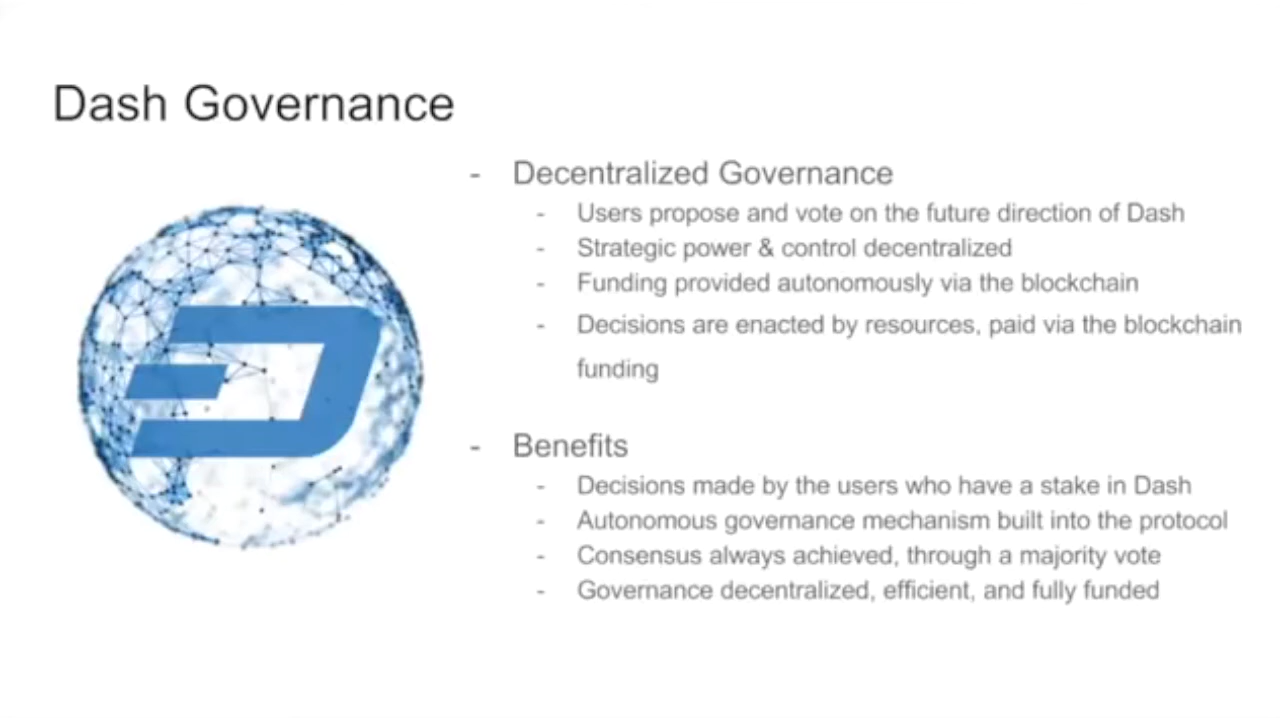 Dash Governance
- Decentralized Governance
- Users propose and vote on the future direction of Dash
- Strategic power & control decentralized
- Funding provided autonomously via the blockchain
- Decisions are enacted by resources, paid via the blockchain
funding
- Benefits
- Decisions made by the users who have a stake in Dash
- Autonomous governance mechanism built into the protocol
- Consensus always achieved, through a majority vote
- Governance decentralized, efficient, and fully funded